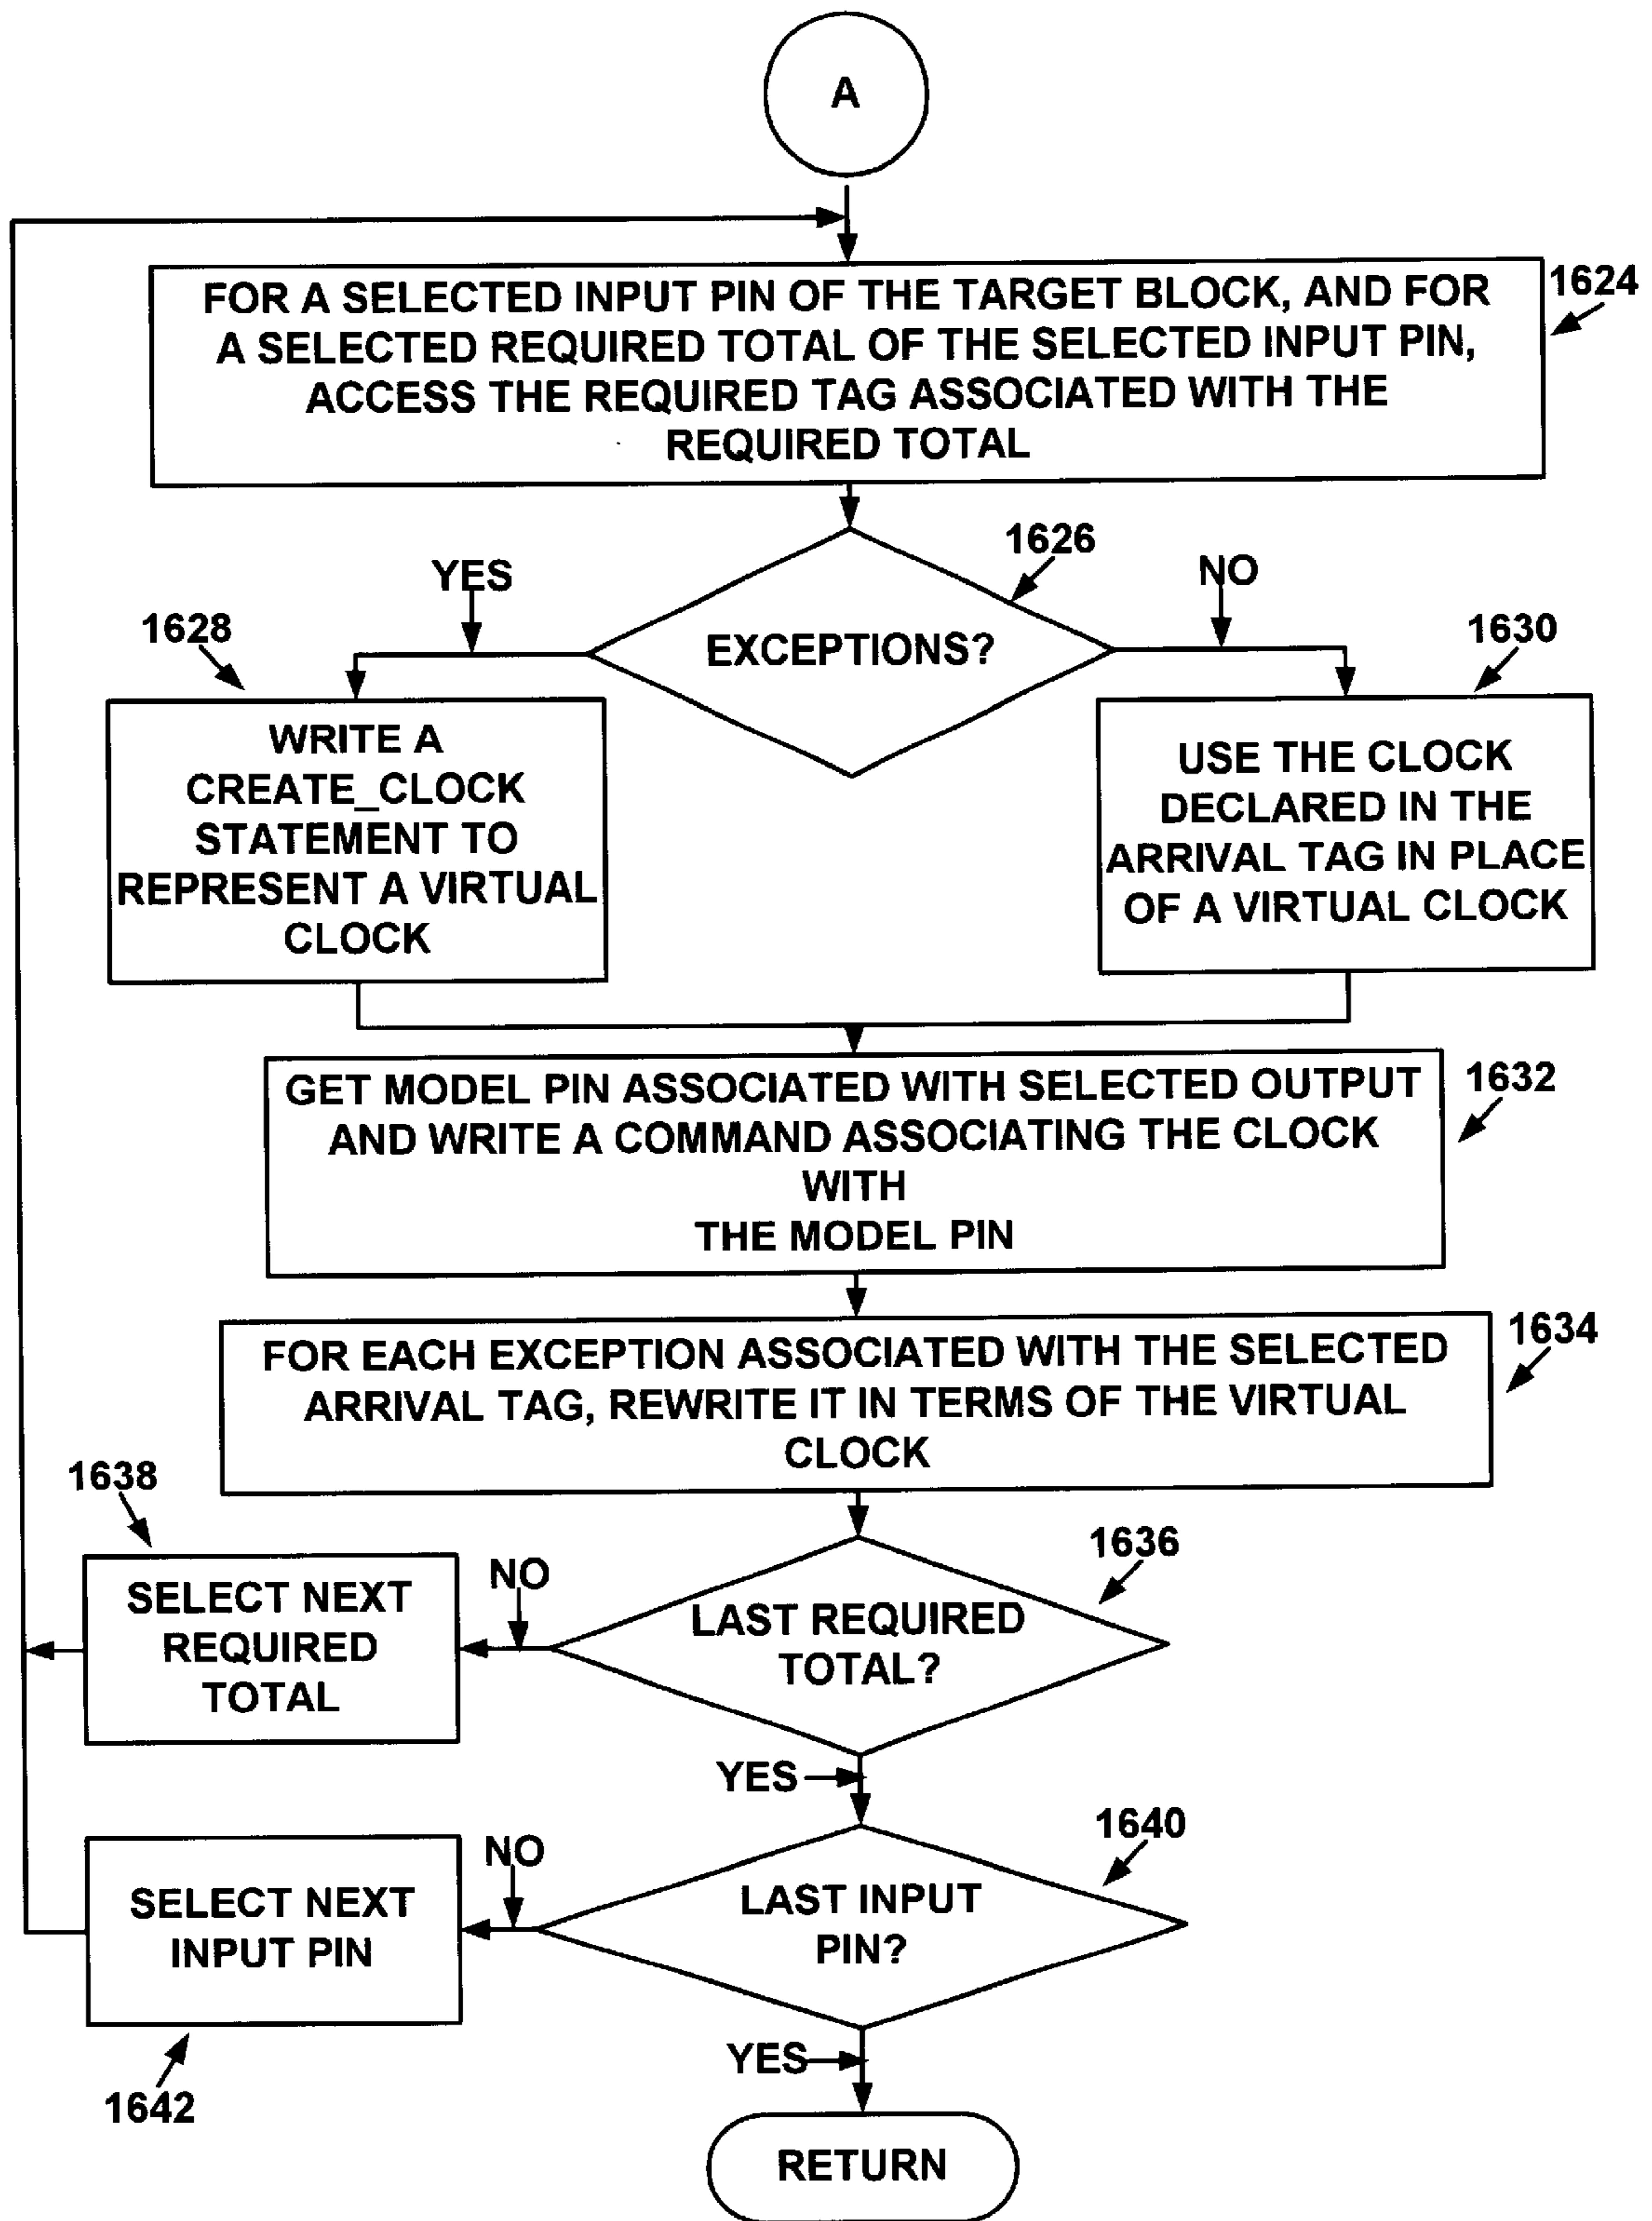 A
FOR A SELECTED INPUT PIN OF THE TARGET BLOCK, AND FOR
A SELECTED REQUIRED TOTAL OF THE SELECTED INPUT PIN,
ACCESS THE REQUIRED TAG ASSOCIATED WITH THE
REQUIRED TOTAL
1624
1626
YES
NO
EXCEPTIONS?
1628
1630
WRITE A
CREATE_CLOCK
STATEMENT TO
REPRESENT A VIRTUAL
CLOCK
USE THE CLOCK
DECLARED IN THE
ARRIVAL TAG IN PLACE
OF A VIRTUAL CLOCK
GET MODEL PIN ASSOCIATED WITH SELECTED OUTPUT
AND WRITE A COMMAND ASSOCIATING THE CLOCK
WITH
THE MODEL PIN
1632
FOR EACH EXCEPTION ASSOCIATED WITH THE SELECTED
ARRIVAL TAG, REWRITE IT IN TERMS OF THE VIRTUAL
CLOCK
1634
1638
1636
NO
SELECT NEXT
REQUIRED
TOTAL
LAST REQUIRED
TOTAL?
YES
1640
NO
SELECT NEXT
INPUT PIN
LAST INPUT
PIN?
YES
1642
RETURN